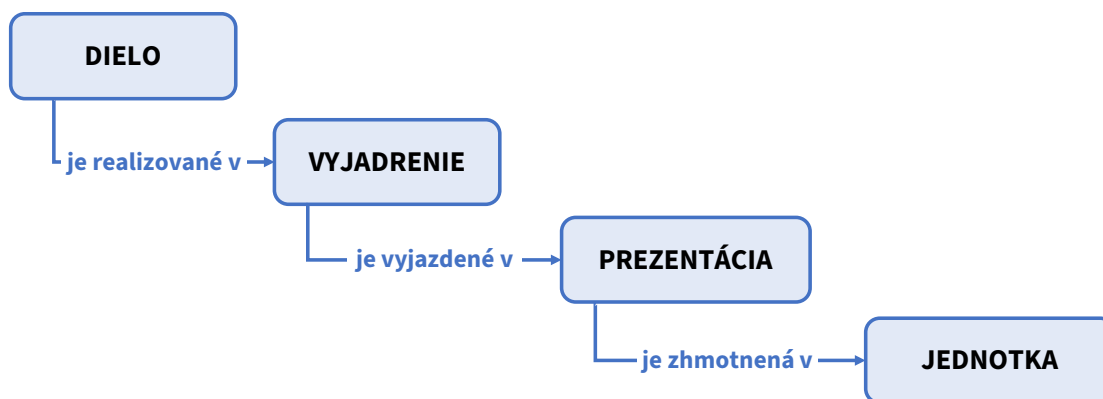 DIELO
je realizované v
VYJADRENIE
je vyjazdené v
PREZENTÁCIA
je zhmotnená v
JEDNOTKA